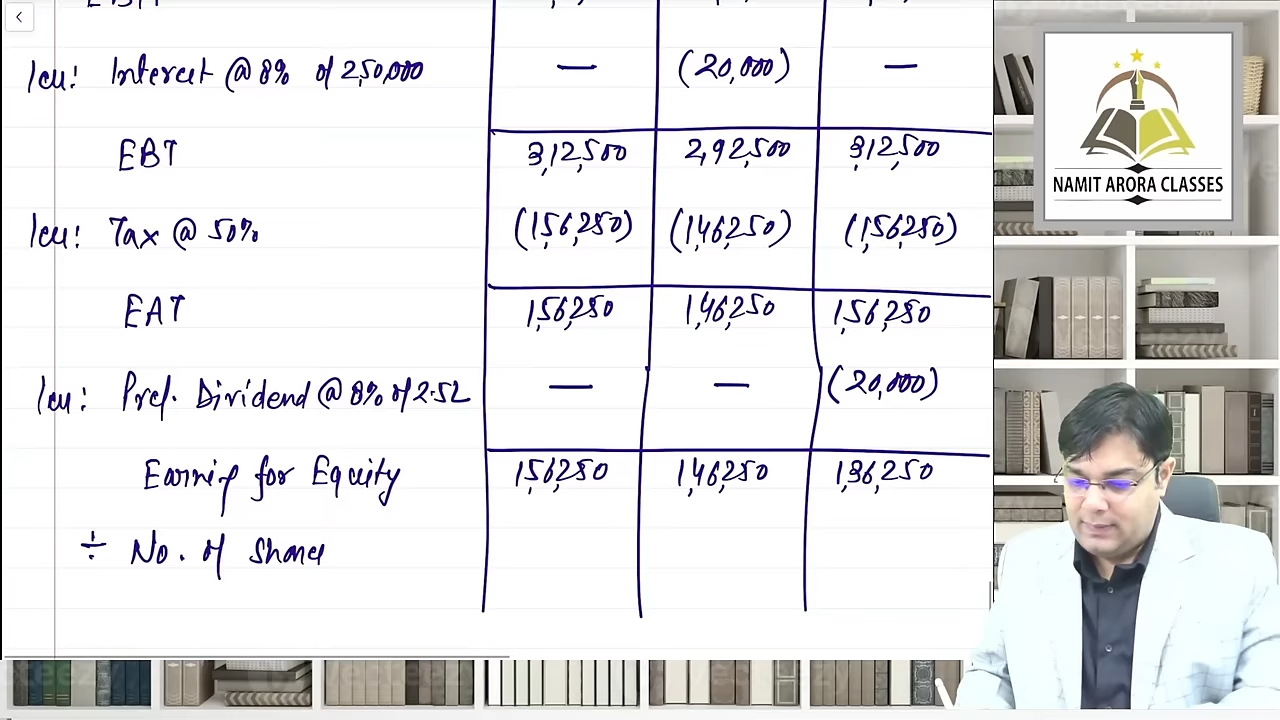 Less: Interest @ 8% of 2,50,000 — (20,000) —
EBT 3,12,500 2,92,500 3,12,500
Less: Tax @ 50% (1,56,250) (1,46,250) (1,56,250)
EAT 1,56,250 1,46,250 1,56,250
Less: Pref. Dividend @ 8% of 2.5L — — (20,000)
Earning for Equity 1,56,250 1,46,250 1,36,250
÷ No. of Shares
NAMIT ARORA CLASSES